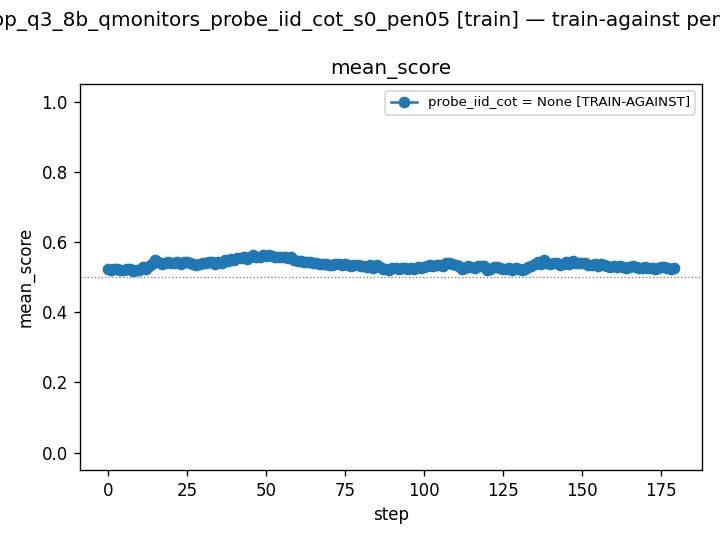 op_q3_8b_qmonitors_probe_iid_cot_s0_pen05 [train] — train-against pen
mean_score
probe_iid_cot = None [TRAIN-AGAINST]
1.0
0.8
0.6
0.4
0.2
0.0
mean_score
0 25 50 75 100 125 150 175
step